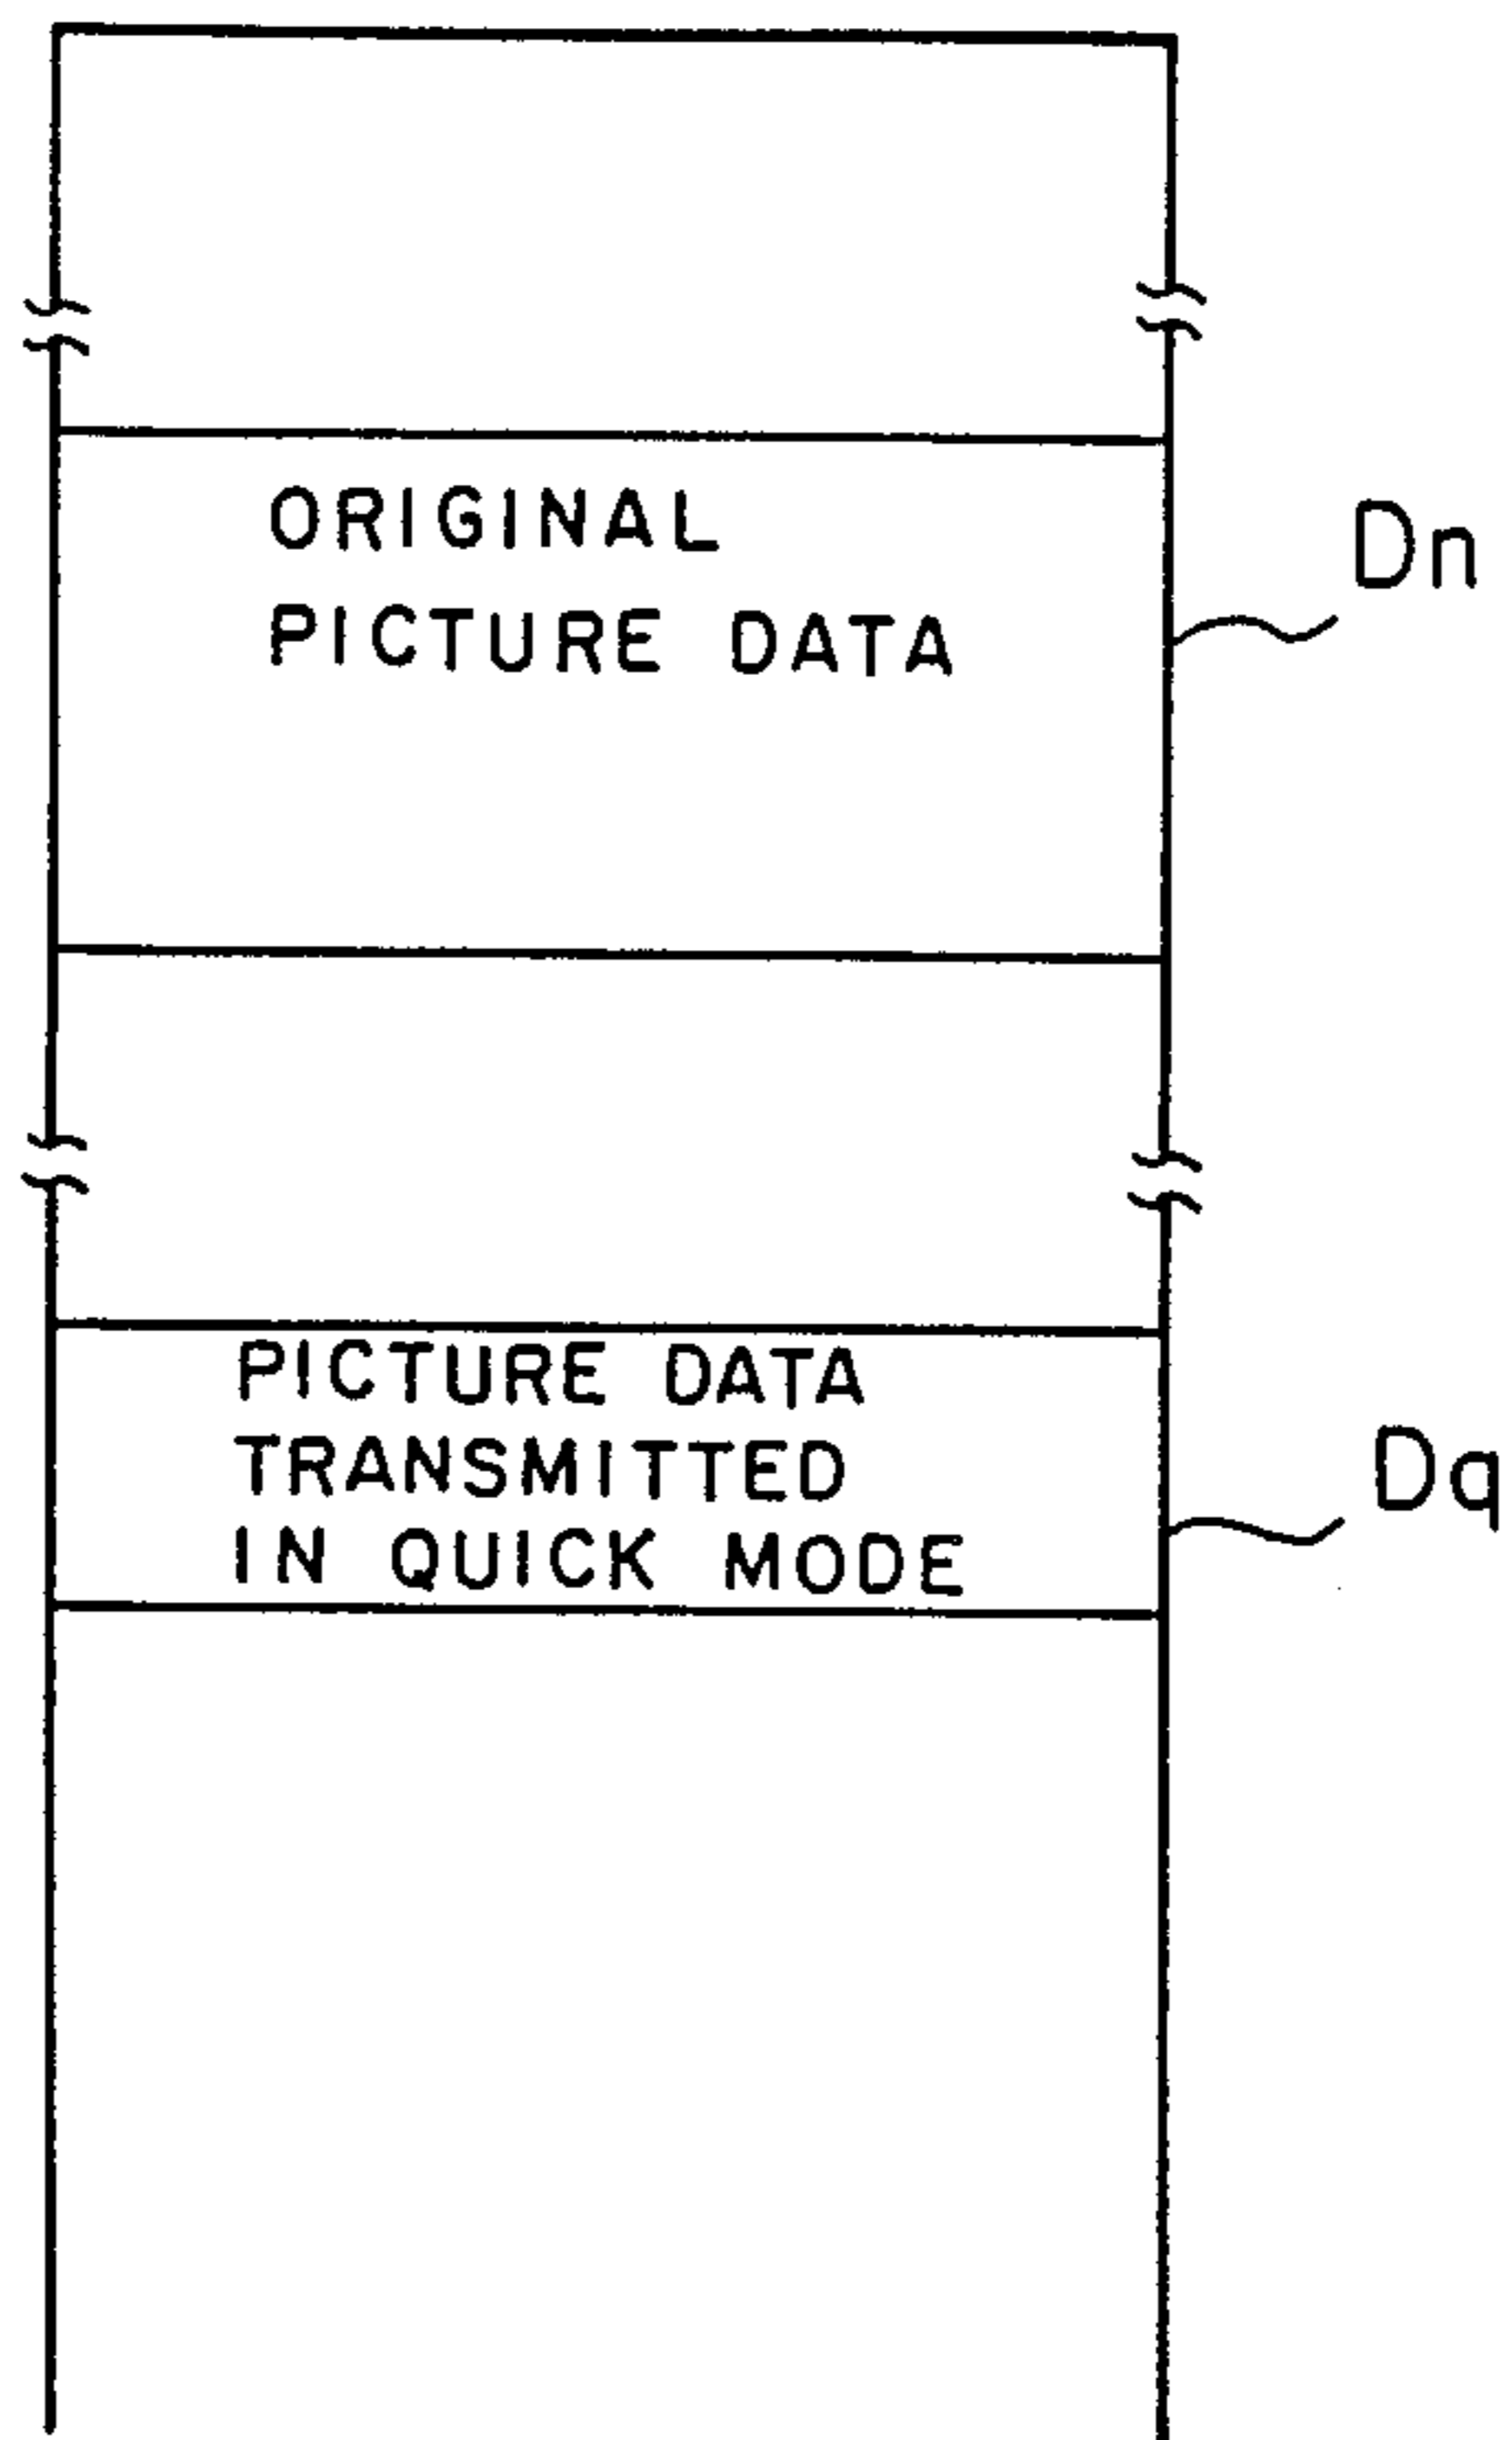 ORIGINAL
PICTURE DATA
Dn
PICTURE DATA
TRANSMITTED
IN QUICK MODE
Dq